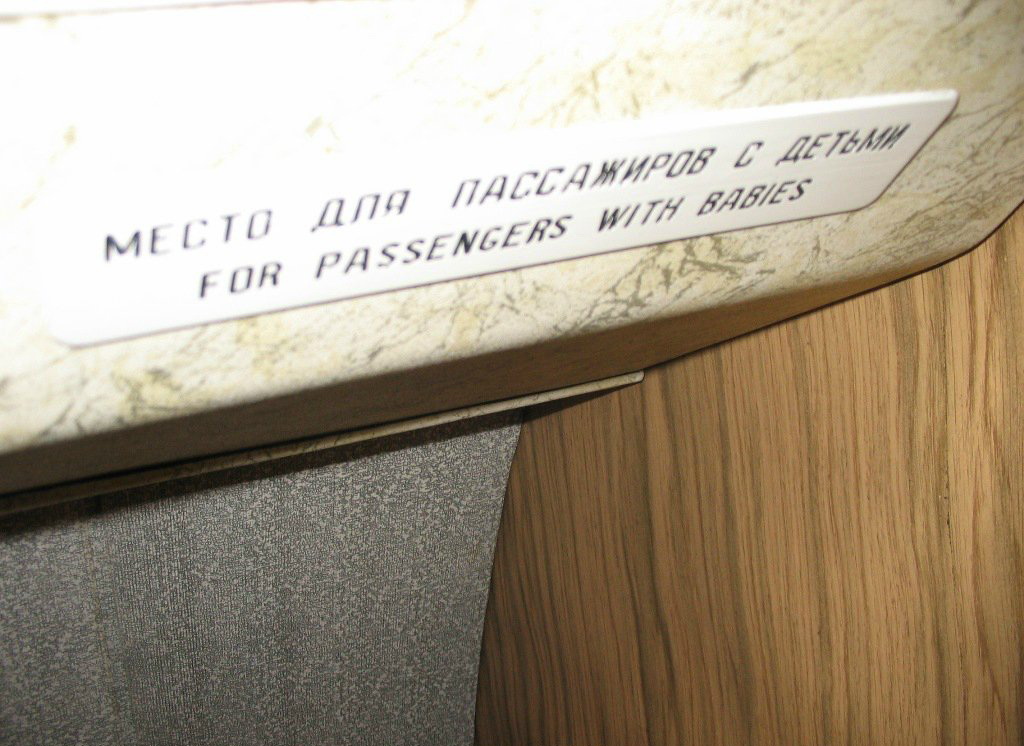 МЕСТО ДЛЯ ПАССАЖИРОВ С ДЕТЬМИ
FOR PASSENGERS WITH BABIES